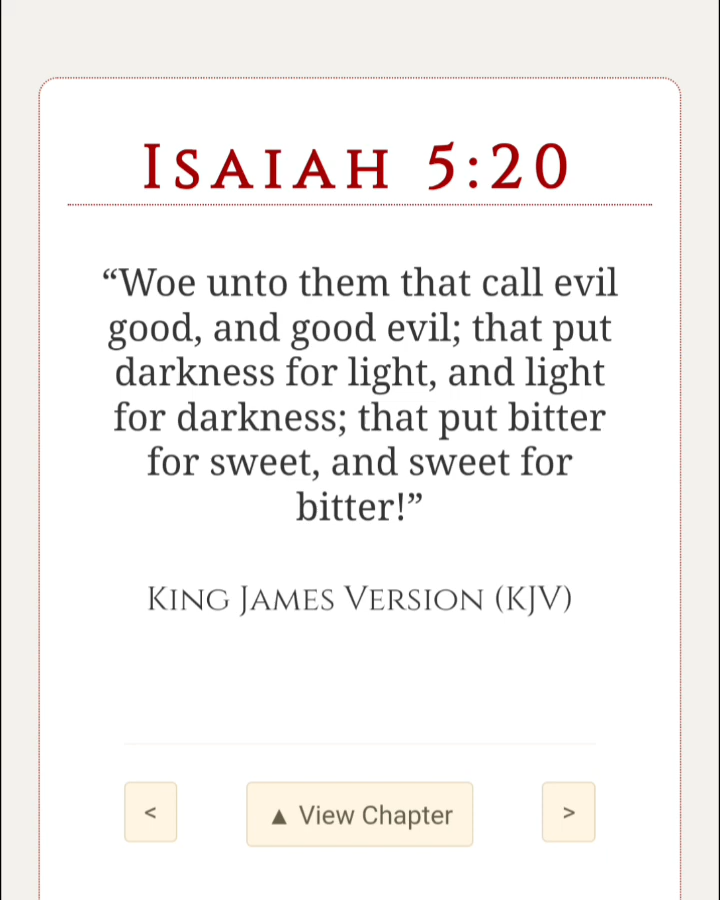 Isaiah 5:20
“Woe unto them that call evil
good, and good evil; that put
darkness for light, and light
for darkness; that put bitter
for sweet, and sweet for
bitter!”
King James Version (KJV)
<
▲ View Chapter
>